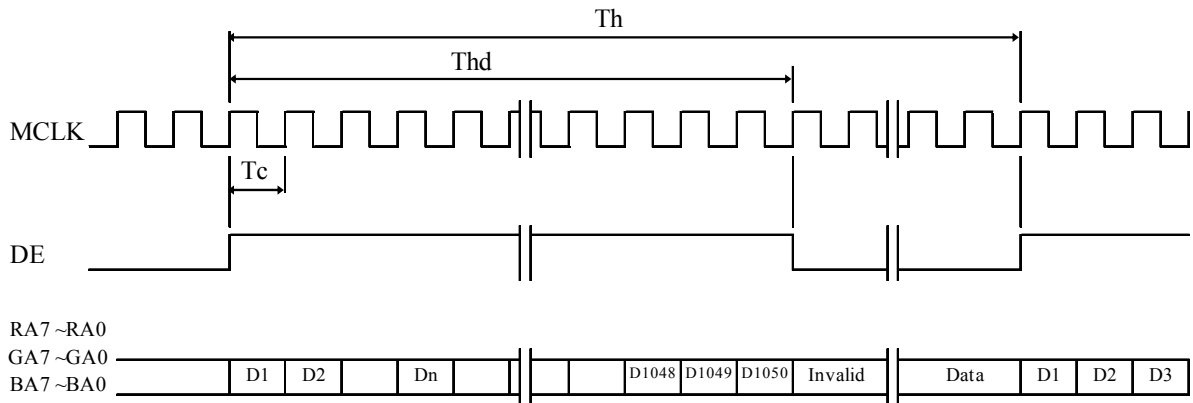 Th
Thd
MCLK
Tc
DE
RA7 ~RA0
GA7 ~GA0
BA7 ~BA0
D1 D2 Dn D1048 D1049 D1050 Invalid Data D1 D2 D3